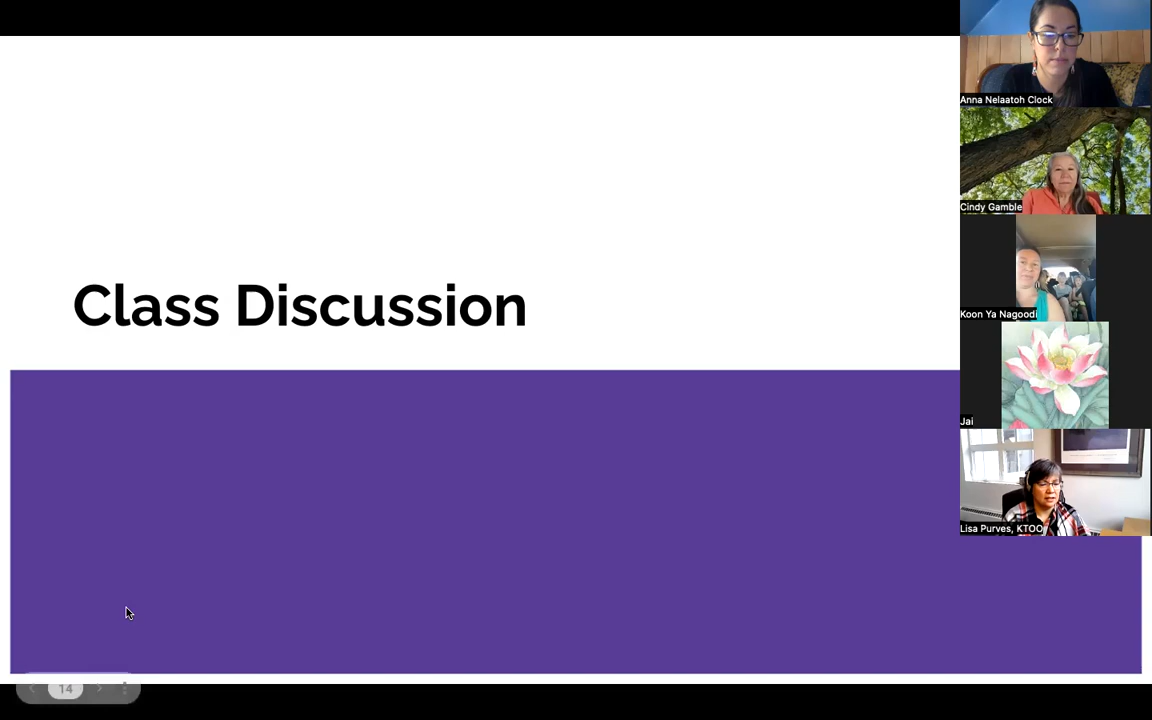 Class Discussion
Anna Nelaatoh Clock
Cindy Gamble
Koon Ya Nagoodi
Jai
Lisa Purves, KTOO
14